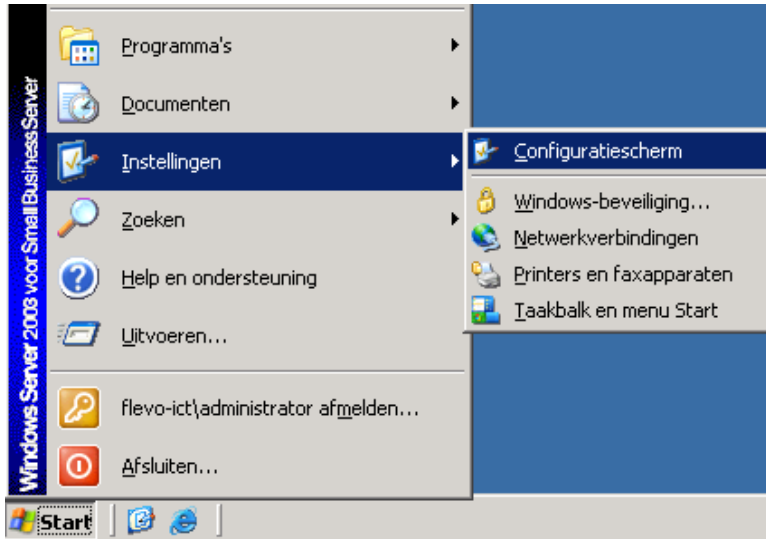 Windows Server 2003 voor Small Business Server
Programma's
Documenten
Instellingen
Zoeken
Help en ondersteuning
Uitvoeren...
flevo-ict\administrator afmelden...
Afsluiten...
Configuratiescherm
Windows-beveiliging...
Netwerkverbindingen
Printers en faxapparaten
Taakbalk en menu Start
Start